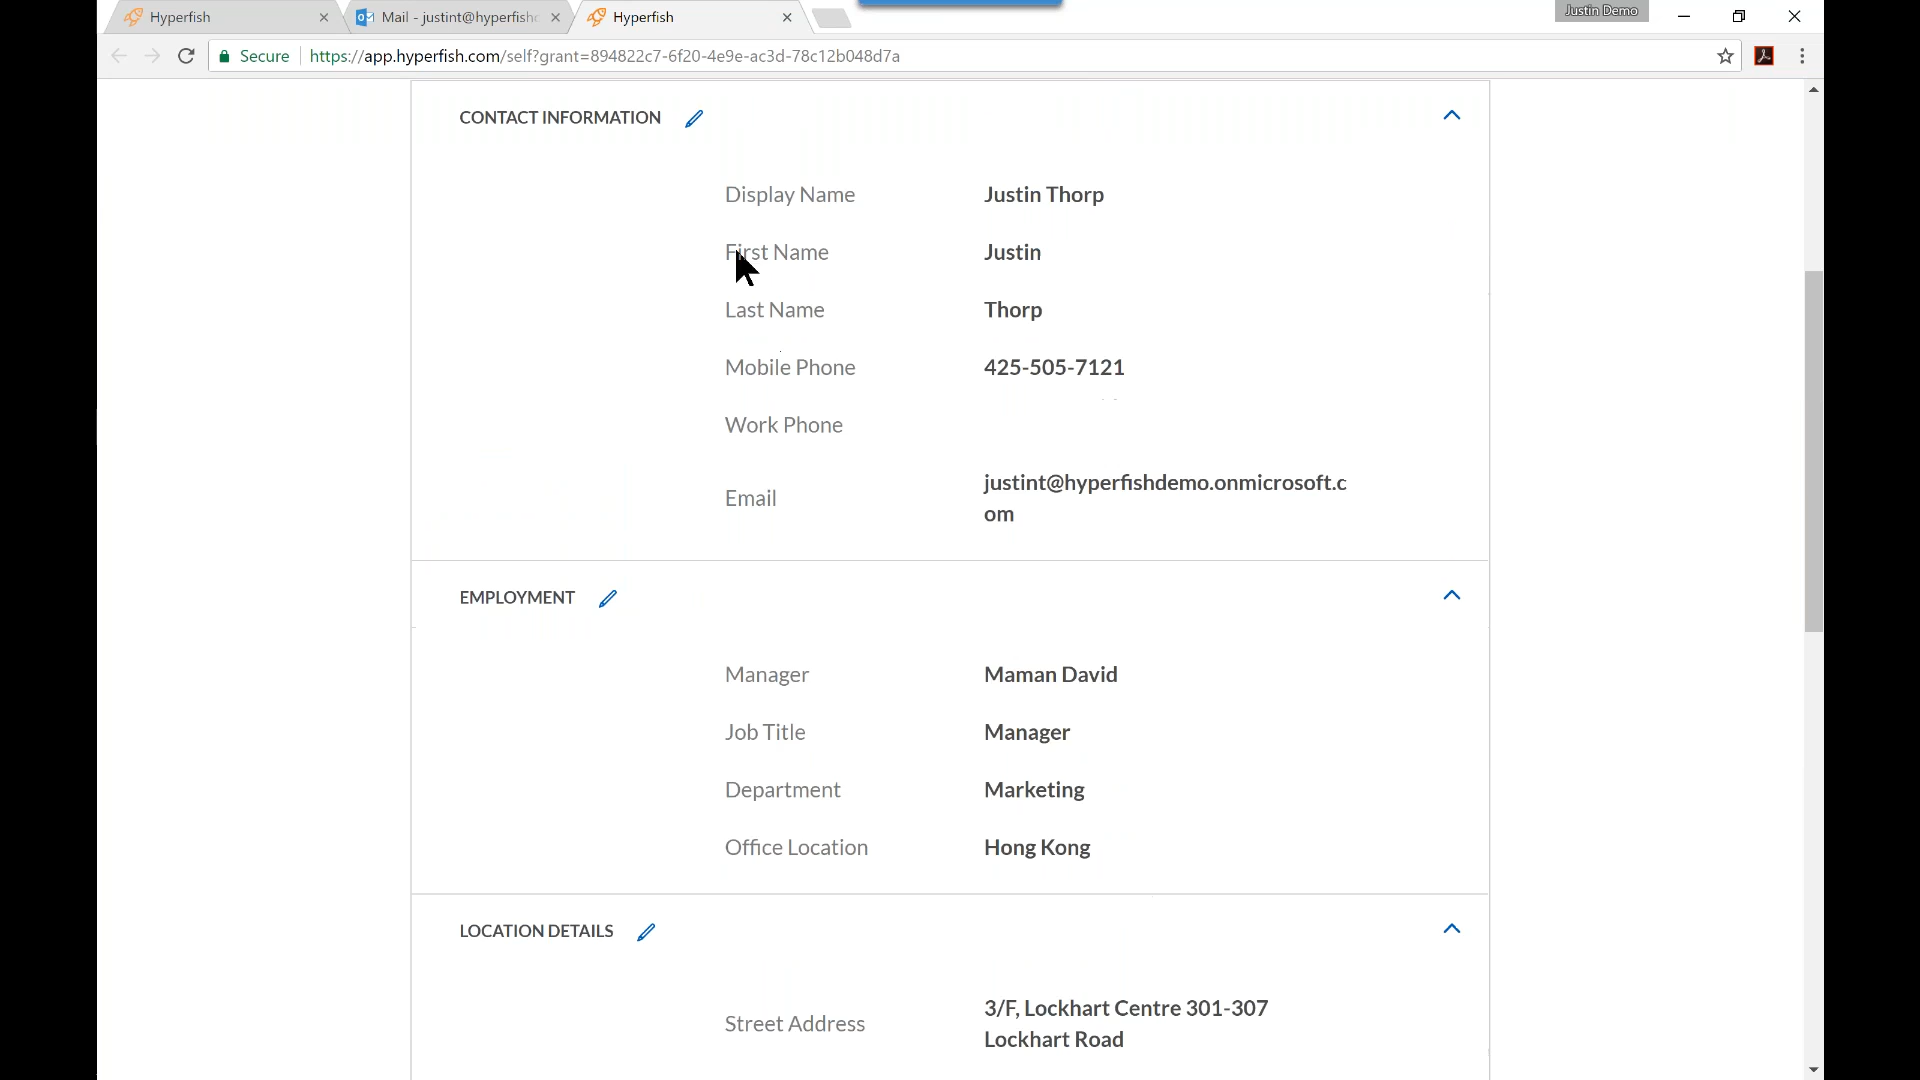 Hyperfish
Mail - justint@hyperfish
Hyperfish
Justin Demo
Secure https://app.hyperfish.com/self?grant=894822c7-6f20-4e9e-ac3d-78c12b048d7a
CONTACT INFORMATION
Display Name Justin Thorp
First Name Justin
Last Name Thorp
Mobile Phone 425-505-7121
Work Phone
Email justint@hyperfishdemo.onmicrosoft.c
om
EMPLOYMENT
Manager Maman David
Job Title Manager
Department Marketing
Office Location Hong Kong
LOCATION DETAILS
Street Address 3/F, Lockhart Centre 301-307
Lockhart Road